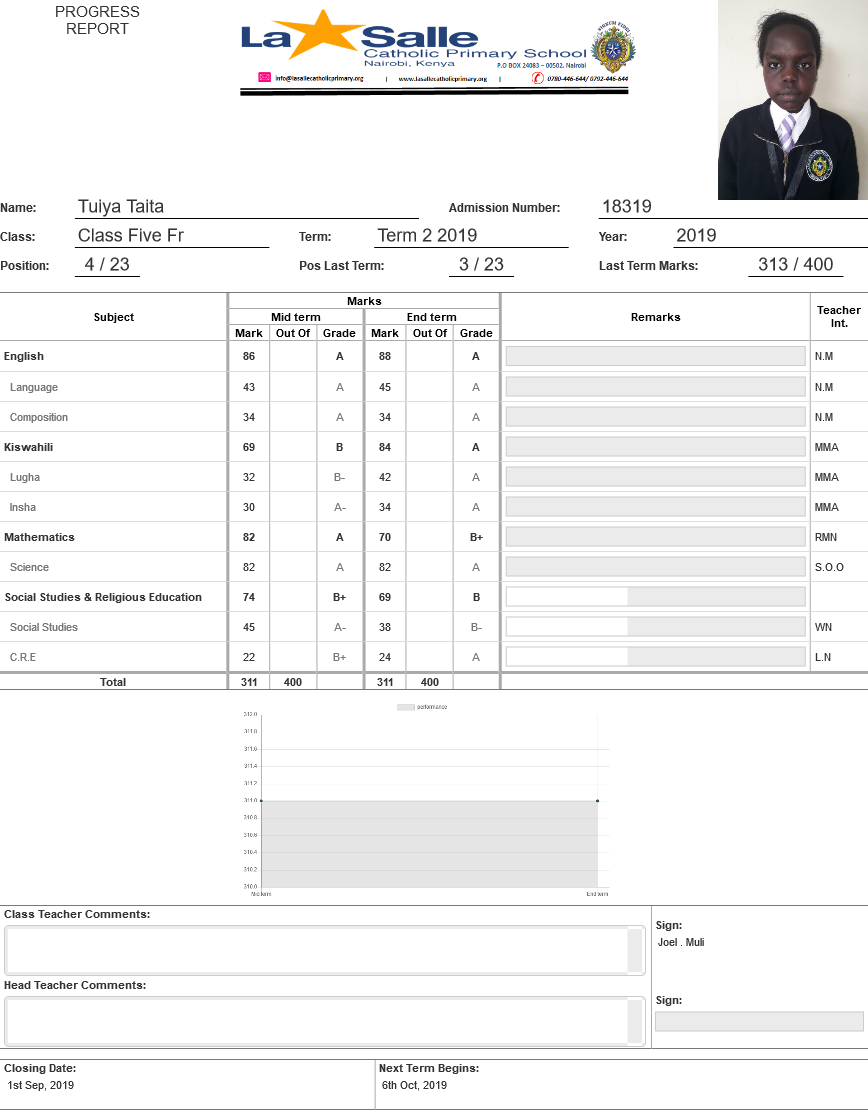 PROGRESS
REPORT
La Salle
Catholic Primary School
Nairobi, Kenya
P.O BOX 24083 – 00502, Nairobi
info@lasallecatholicprimary.org | www.lasallecatholicprimary.org | 0780-446-644/ 0792-446-644
Name: Tuiya Taita Admission Number: 18319
Class: Class Five Fr Term: Term 2 2019 Year: 2019
Position: 4 / 23 Pos Last Term: 3 / 23 Last Term Marks: 313 / 400
Subject Marks Remarks Teacher Int.
Mid term End term
Mark Out Of Grade Mark Out Of Grade
English 86 A 88 A N.M
Language 43 A 45 A N.M
Composition 34 A 34 A N.M
Kiswahili 69 B 84 A MMA
Lugha 32 B- 42 A MMA
Insha 30 A- 34 A MMA
Mathematics 82 A 70 B+ RMN
Science 82 A 82 A S.O.O
Social Studies & Religious Education 74 B+ 69 B
Social Studies 45 A- 38 B- WN
C.R.E 22 B+ 24 A L.N
Total 311 400 311 400
performance
312.0
311.8
311.6
311.4
311.2
311.0
310.8
310.6
310.4
310.2
310.0
Mid term End term
Class Teacher Comments:
Sign:
Joel . Muli
Head Teacher Comments:
Sign:
Closing Date: Next Term Begins:
1st Sep, 2019 6th Oct, 2019